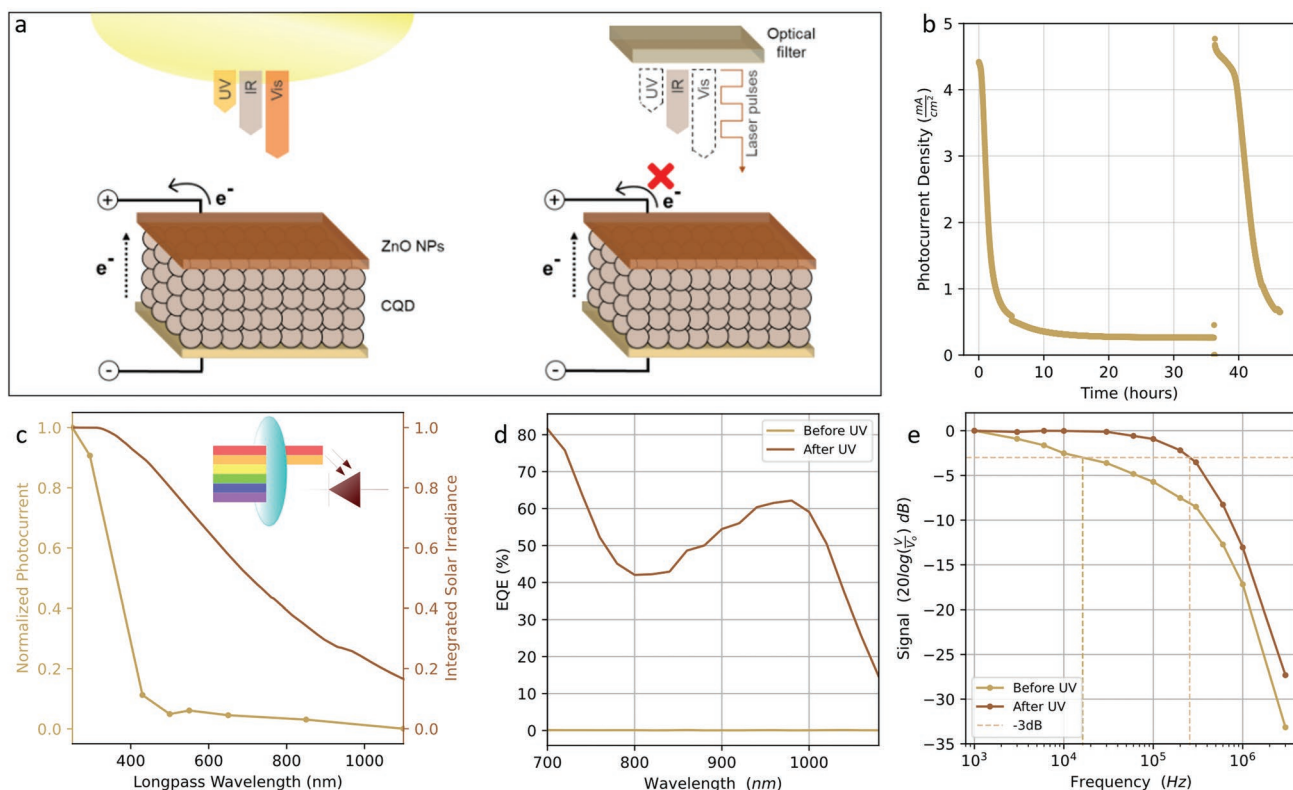 a
UV
IR
Vis
Optical
filter
UV
IR
Vis
Laser pulses
+
e-
e-
ZnO NPs
CQD
-
+
e-
e-
-
b
Photocurrent Density (mA/cm²)
5
4
3
2
1
0
0 10 20 30 40
Time (hours)
c
Normalized Photocurrent
1.0
0.8
0.6
0.4
0.2
0.0
400 600 800 1000
Longpass Wavelength (nm)
1.0
0.8
0.6
0.4
0.2
0.0
Integrated Solar Irradiance
d
EQE (%)
80
70
60
50
40
30
20
10
0
700 800 900 1000
Wavelength (nm)
Before UV
After UV
e
Signal (20log(V/V₀) dB)
0
−5
−10
−15
−20
−25
−30
−35
10³ 10⁴ 10⁵ 10⁶
Frequency (Hz)
Before UV
After UV
-3dB